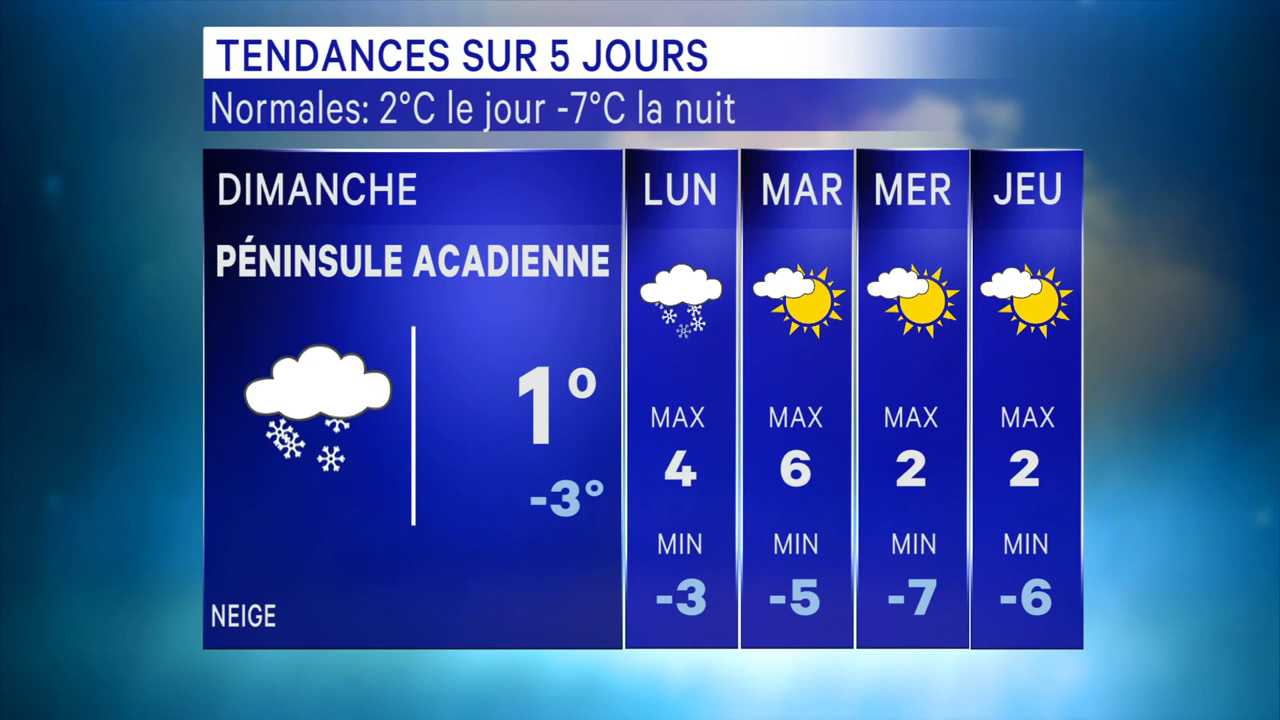 TENDANCES SUR 5 JOURS
Normales: 2°C le jour -7°C la nuit
DIMANCHE
PÉNINSULE ACADIENNE
1°
-3°
NEIGE
LUN
MAX
4
MIN
-3
MAR
MAX
6
MIN
-5
MER
MAX
2
MIN
-7
JEU
MAX
2
MIN
-6